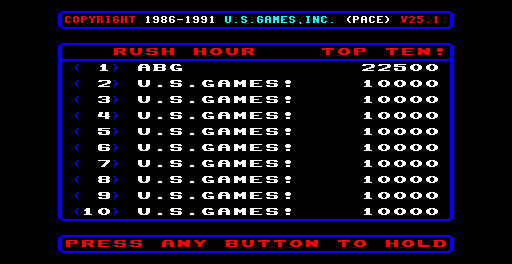 COPYRIGHT 1986-1991 U.S.GAMES,INC. (PACE) V25.1
RUSH HOUR TOP TEN!
< 1> ABG 22500
< 2> U.S.GAMES! 10000
< 3> U.S.GAMES! 10000
< 4> U.S.GAMES! 10000
< 5> U.S.GAMES! 10000
< 6> U.S.GAMES! 10000
< 7> U.S.GAMES! 10000
< 8> U.S.GAMES! 10000
< 9> U.S.GAMES! 10000
<10> U.S.GAMES! 10000
PRESS ANY BUTTON TO HOLD